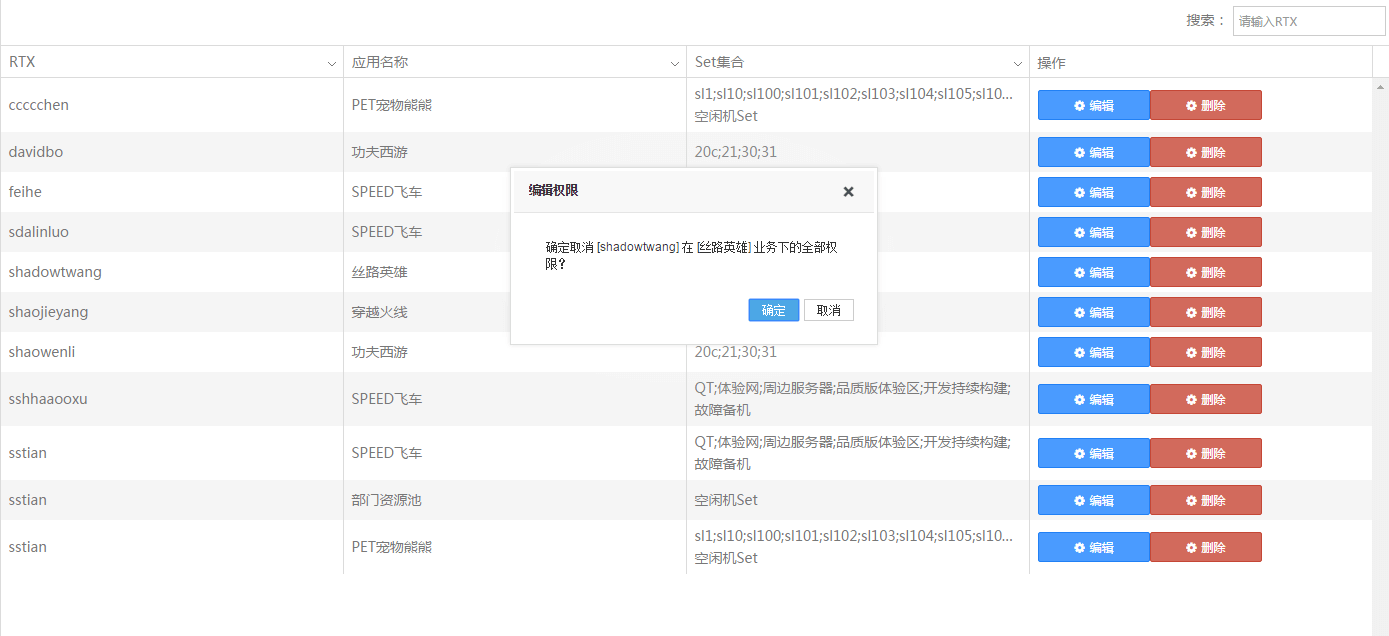 搜索： 请输入RTX
RTX 应用名称 Set集合 操作
ccccchen PET宠物熊熊 sl1;sl10;sl100;sl101;sl102;sl103;sl104;sl105;sl10...
空闲机Set 编辑 删除
davidbo 功夫西游 20c;21;30;31 编辑 删除
feihe SPEED飞车 编辑 删除
sdalinluo SPEED飞车 编辑 删除
shadowtwang 丝路英雄 编辑 删除
shaojieyang 穿越火线 编辑 删除
shaowenli 功夫西游 20c;21;30;31 编辑 删除
sshhaaooxu SPEED飞车 QT;体验网;周边服务器;品质版体验区;开发持续构建;
故障备机 编辑 删除
sstian SPEED飞车 QT;体验网;周边服务器;品质版体验区;开发持续构建;
故障备机 编辑 删除
sstian 部门资源池 空闲机Set 编辑 删除
sstian PET宠物熊熊 sl1;sl10;sl100;sl101;sl102;sl103;sl104;sl105;sl10...
空闲机Set 编辑 删除
编辑权限
确定取消 [shadowtwang] 在 [丝路英雄] 业务下的全部权
限？
确定 取消